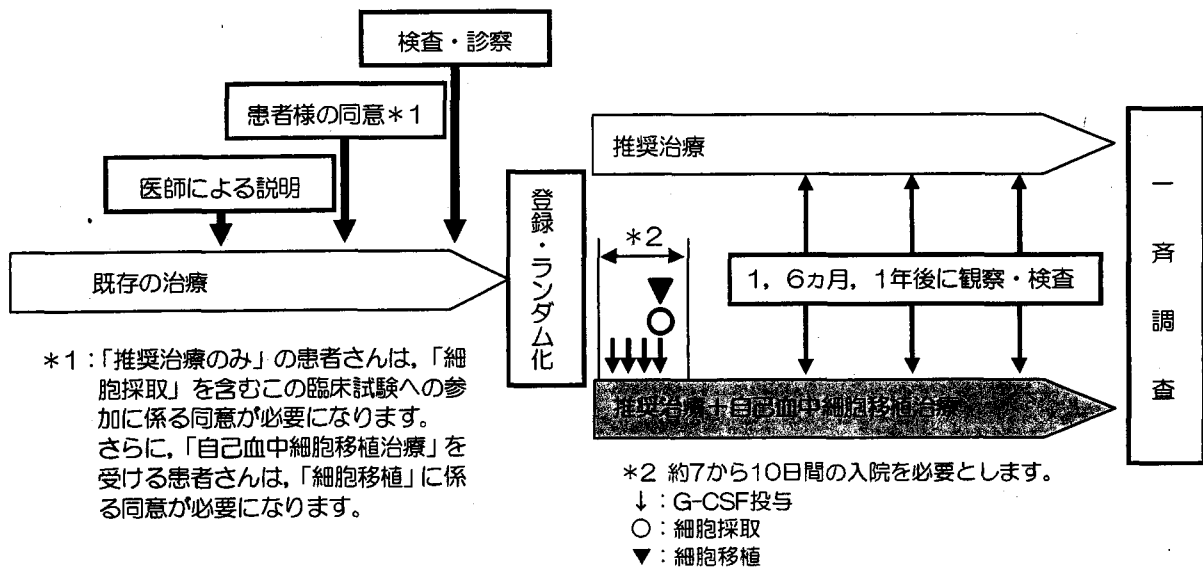 検査・診察
患者様の同意＊1
医師による説明
既存の治療
登録・ランダム化
推奨治療
＊2
1，6ヵ月，1年後に観察・検査
推奨治療＋自己血中細胞移植治療
一斉調査
＊1：「推奨治療のみ」の患者さんは，「細
胞採取」を含むこの臨床試験への参
加に係る同意が必要になります。
さらに，「自己血中細胞移植治療」を
受ける患者さんは，「細胞移植」に係
る同意が必要になります。
＊2 約7から10日間の入院を必要とします。
↓：G-CSF投与
○：細胞採取
▼：細胞移植